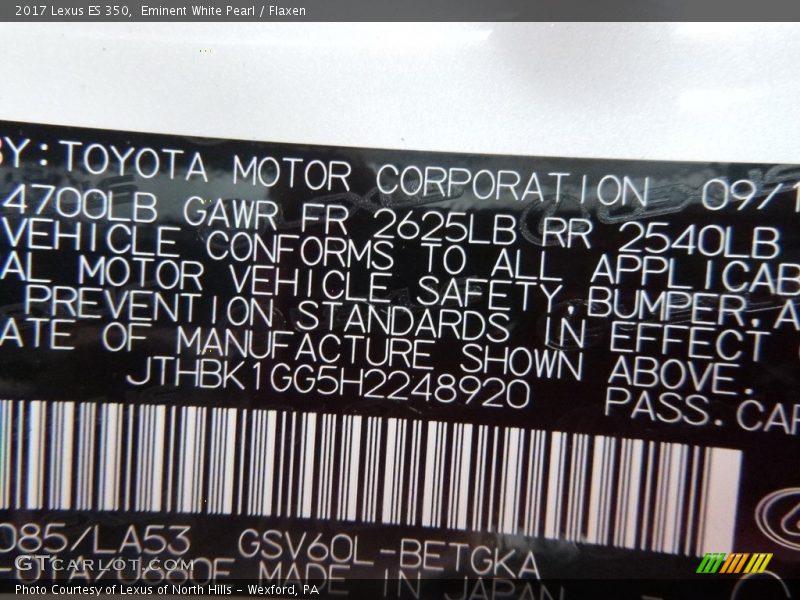 2017 Lexus ES 350,  Eminent White Pearl / Flaxen
BY:TOYOTA MOTOR CORPORATION 09/1
4700LB GAWR FR 2625LB RR 2540LB
VEHICLE CONFORMS TO ALL APPLICAB
AL MOTOR VEHICLE SAFETY,BUMPER,A
PREVENTION STANDARDS IN EFFECT
ATE OF MANUFACTURE SHOWN ABOVE.
JTHBK1GG5H2248920 PASS.CAR
085/LA53 GSV60L-BETGKA
-01A/U660F MADE IN JAPAN
GTCarLot.com
Photo Courtesy of Lexus of North Hills – Wexford, PA